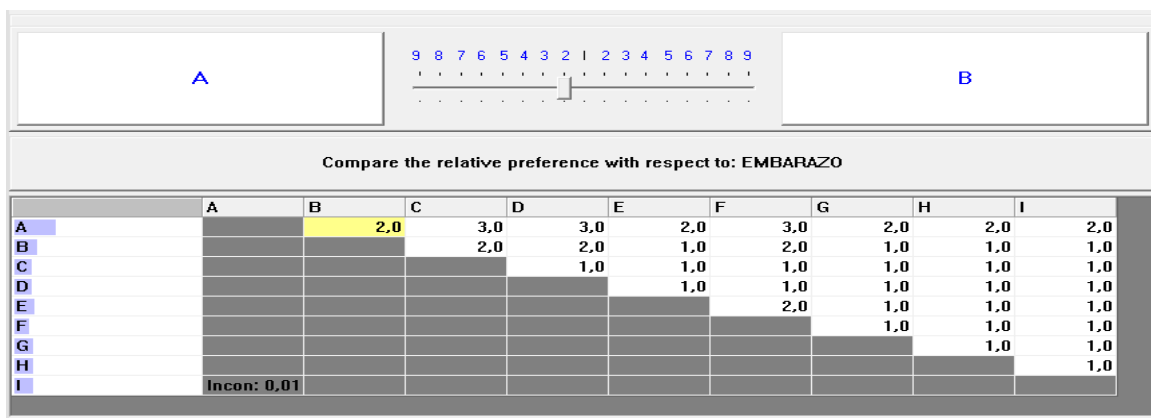 A
9 8 7 6 5 4 3 2 1 2 3 4 5 6 7 8 9
B
Compare the relative preference with respect to: EMBARAZO
A B C D E F G H I
A 2,0 3,0 3,0 2,0 3,0 2,0 2,0 2,0
B 2,0 2,0 1,0 2,0 1,0 1,0 1,0
C 1,0 1,0 1,0 1,0 1,0 1,0
D 1,0 1,0 1,0 1,0 1,0
E 2,0 1,0 1,0 1,0
F 1,0 1,0 1,0
G 1,0 1,0
H 1,0
I Incon: 0,01